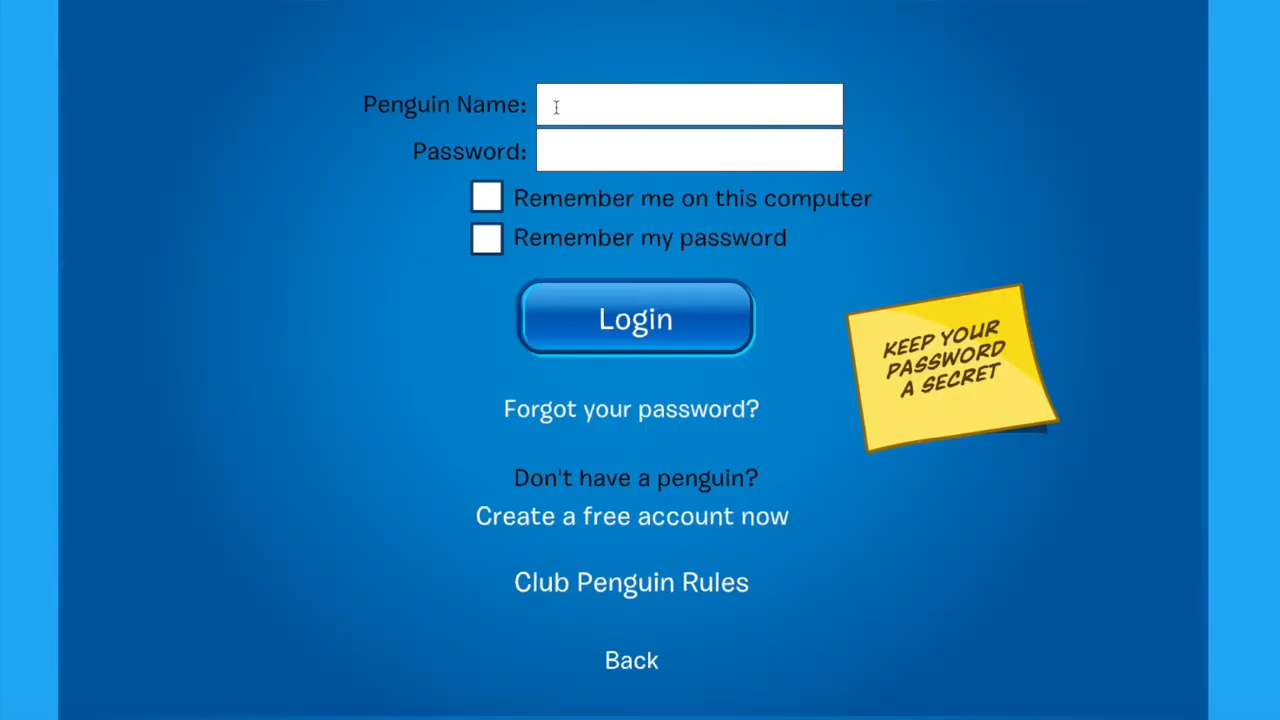 Penguin Name:
Password:
Remember me on this computer
Remember my password
Login
KEEP YOUR
PASSWORD
A SECRET
Forgot your password?
Don't have a penguin?
Create a free account now
Club Penguin Rules
Back